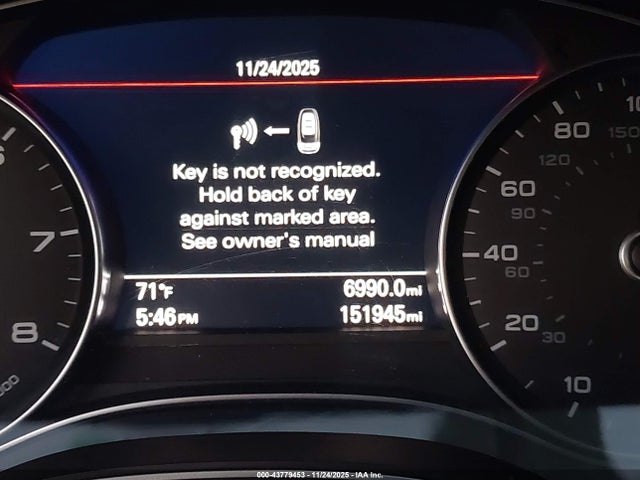 11/24/2025
Key is not recognized.
Hold back of key
against marked area.
See owner's manual
71°F 6990.0mi
5:46PM 151945mi
7
8
80
150
120
60
90
40
60
20
30
10
000-43779453 - 11/24/2025 - IAA Inc.